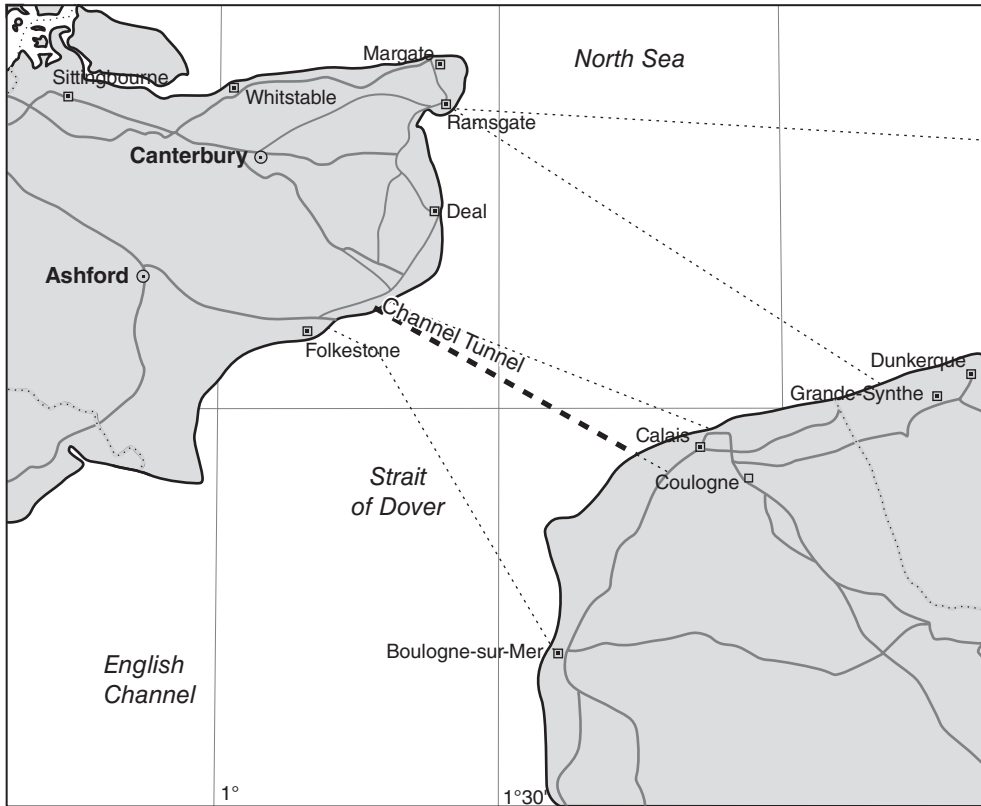 North Sea
Margate
Sittingbourne
Whitstable
Ramsgate
Canterbury
Deal
Ashford
Channel Tunnel
Folkestone
Dunkerque
Grande-Synthe
Calais
Strait
of Dover
Coulogne
Boulogne-sur-Mer
English
Channel
1°
1°30'